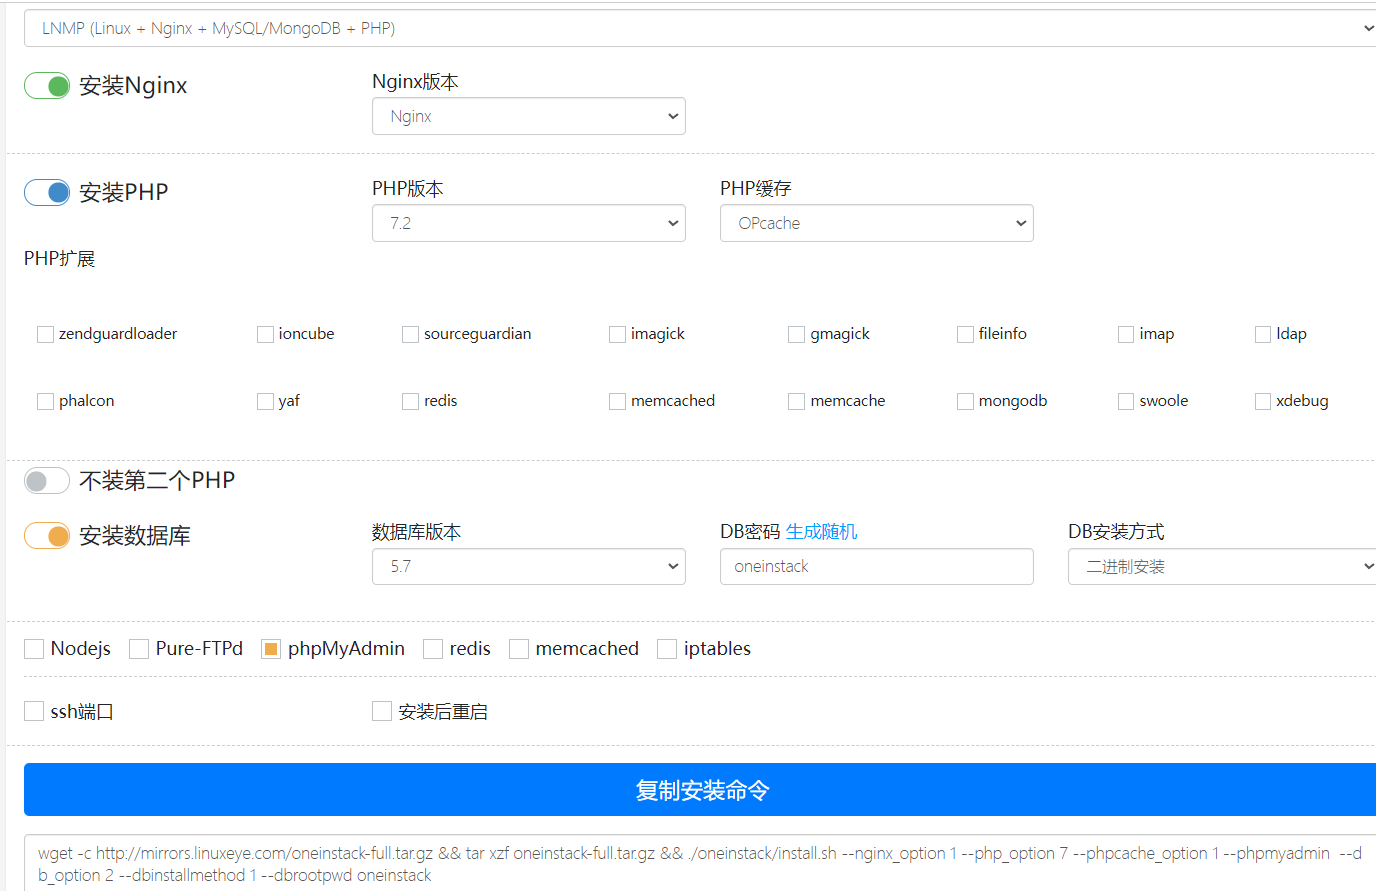 LNMP (Linux + Nginx + MySQL/MongoDB + PHP)
安装Nginx
Nginx版本
Nginx
安装PHP
PHP版本
PHP缓存
7.2
OPcache
PHP扩展
zendguardloader ioncube sourceguardian imagick gmagick fileinfo imap ldap
phalcon yaf redis memcached memcache mongodb swoole xdebug
不装第二个PHP
安装数据库
数据库版本
DB密码 生成随机
DB安装方式
5.7
oneinstack
二进制安装
Nodejs Pure-FTPd phpMyAdmin redis memcached iptables
ssh端口 安装后重启
复制安装命令
wget -c http://mirrors.linuxeye.com/oneinstack-full.tar.gz && tar xzf oneinstack-full.tar.gz && ./oneinstack/install.sh --nginx_option 1 --php_option 7 --phpcache_option 1 --phpmyadmin --d
b_option 2 --dbinstallmethod 1 --dbrootpwd oneinstack